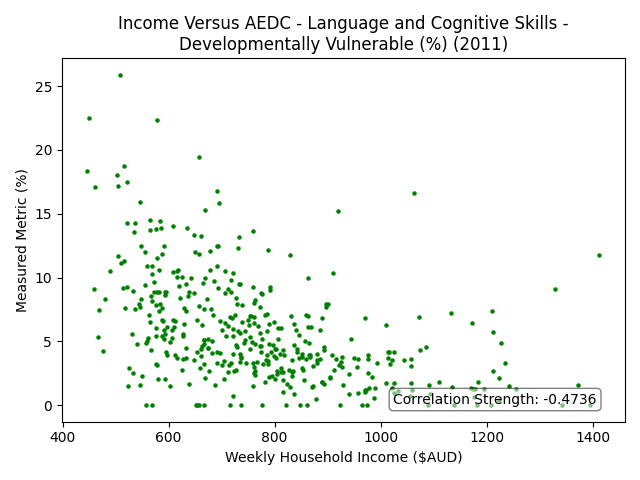 Income Versus AEDC - Language and Cognitive Skills -
Developmentally Vulnerable (%) (2011)
Measured Metric (%)
25
20
15
10
5
0
Correlation Strength: -0.4736
400
600
800
1000
1200
1400
Weekly Household Income ($AUD)